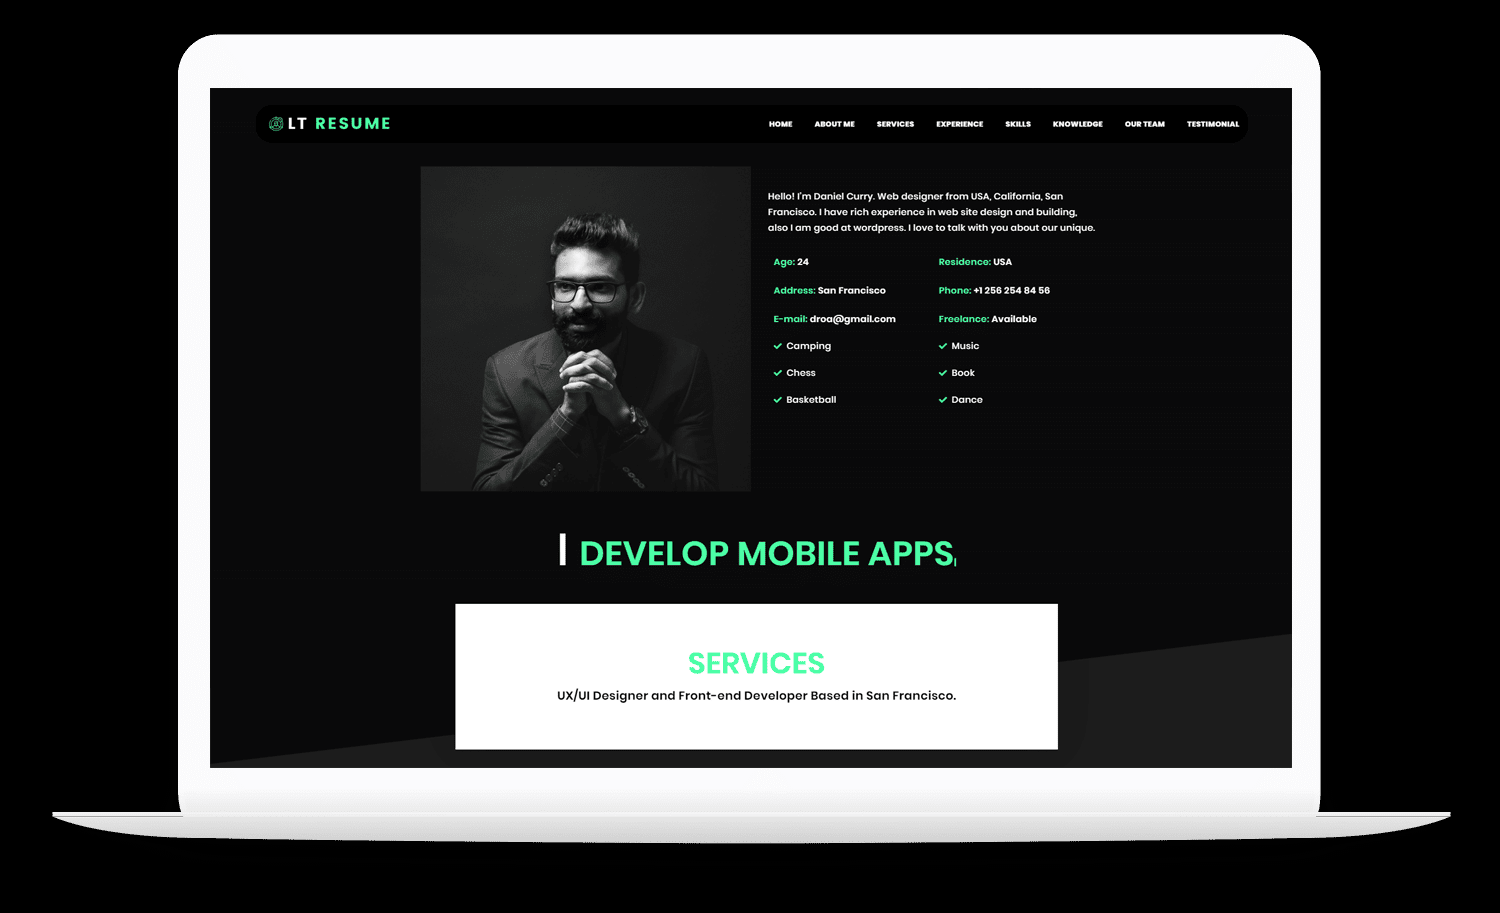 LT RESUME
HOME ABOUT ME SERVICES EXPERIENCE SKILLS KNOWLEDGE OUR TEAM TESTIMONIAL
Hello! I'm Daniel Curry. Web designer from USA, California, San
Francisco. I have rich experience in web site design and building,
also I am good at wordpress. I love to talk with you about our unique.
Age: 24
Residence: USA
Address: San Francisco
Phone: +1 256 254 84 56
E-mail: droa@gmail.com
Freelance: Available
Camping
Music
Chess
Book
Basketball
Dance
I DEVELOP MOBILE APPS
SERVICES
UX/UI Designer and Front-end Developer Based in San Francisco.